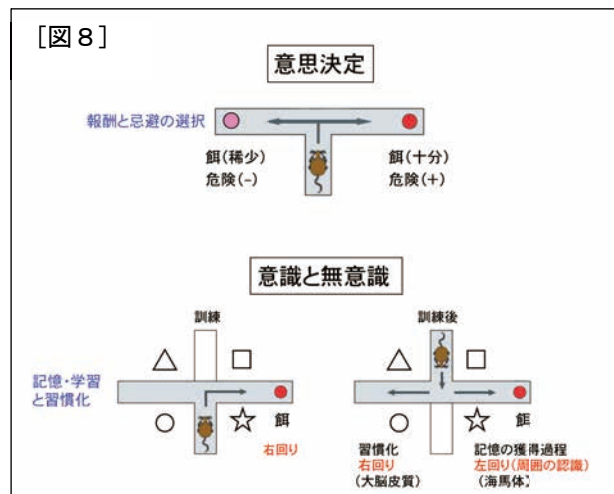 [図8]
意思決定
報酬と忌避の選択
餌(稀少)
危険(-)
餌(十分)
危険(+)
意識と無意識
訓練
訓練後
記憶・学習
と習慣化
餌
右回り
餌
習慣化
右回り
(大脳皮質)
記憶の獲得過程
左回り(周囲の認識)
(海馬体)